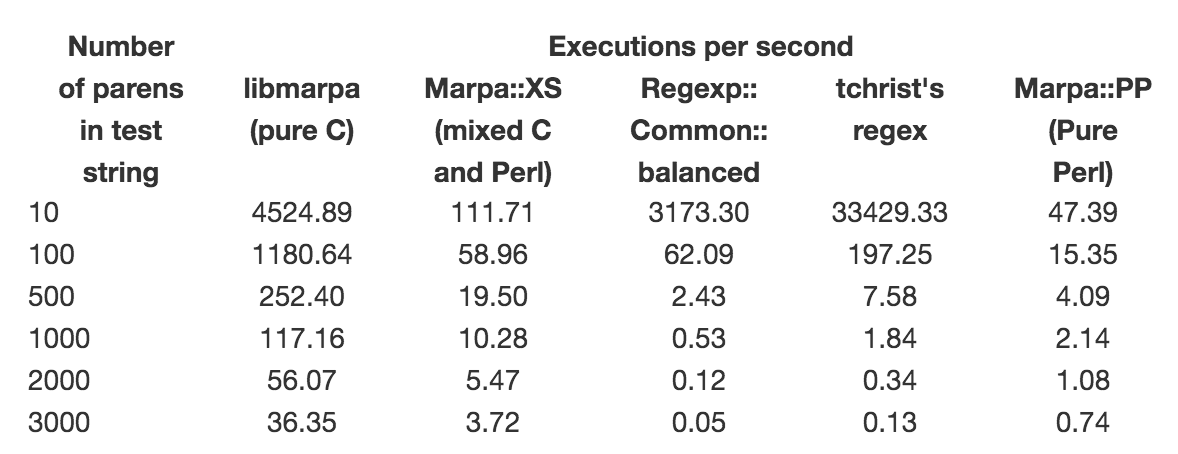 Number Executions per second
of parens libmarpa Marpa::XS Regexp:: tchrist's Marpa::PP
in test (pure C) (mixed C Common:: regex (Pure
string and Perl) balanced Perl)
10 4524.89 111.71 3173.30 33429.33 47.39
100 1180.64 58.96 62.09 197.25 15.35
500 252.40 19.50 2.43 7.58 4.09
1000 117.16 10.28 0.53 1.84 2.14
2000 56.07 5.47 0.12 0.34 1.08
3000 36.35 3.72 0.05 0.13 0.74